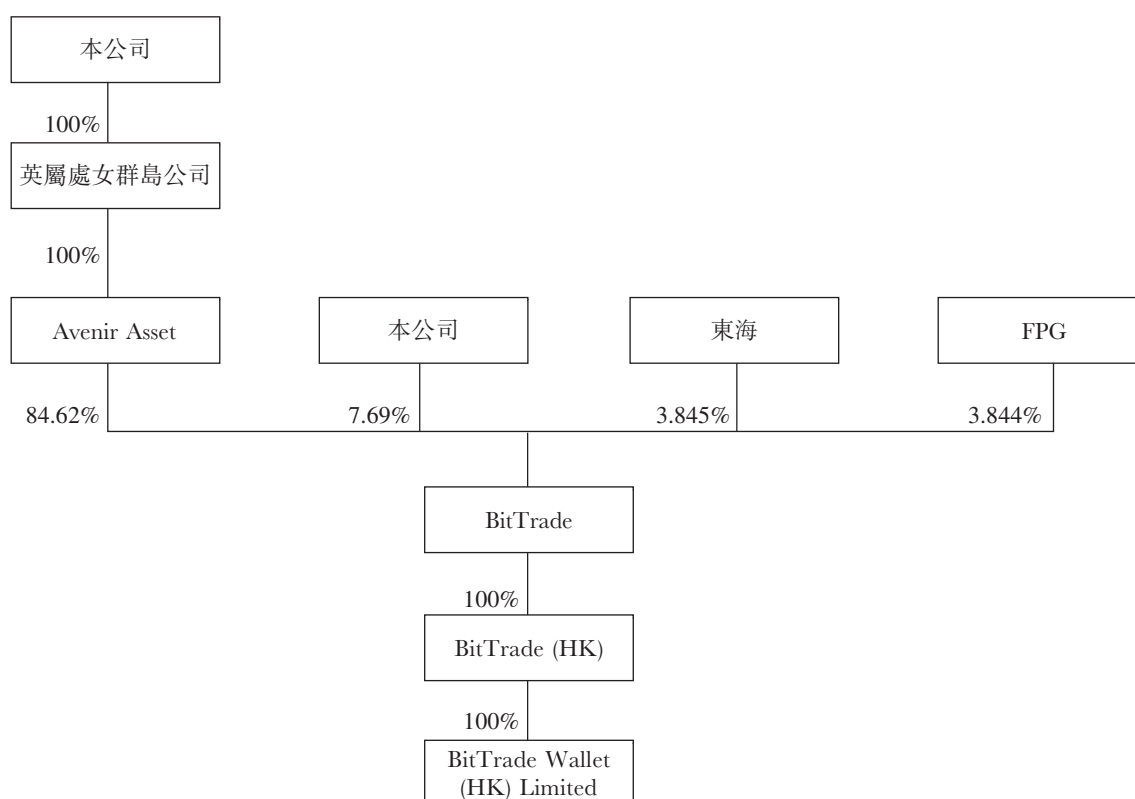 本公司
100%
英屬處女群島公司
100%
Avenir Asset
本公司
東海
FPG
84.62%
7.69%
3.845%
3.844%
BitTrade
100%
BitTrade (HK)
100%
BitTrade Wallet
(HK) Limited